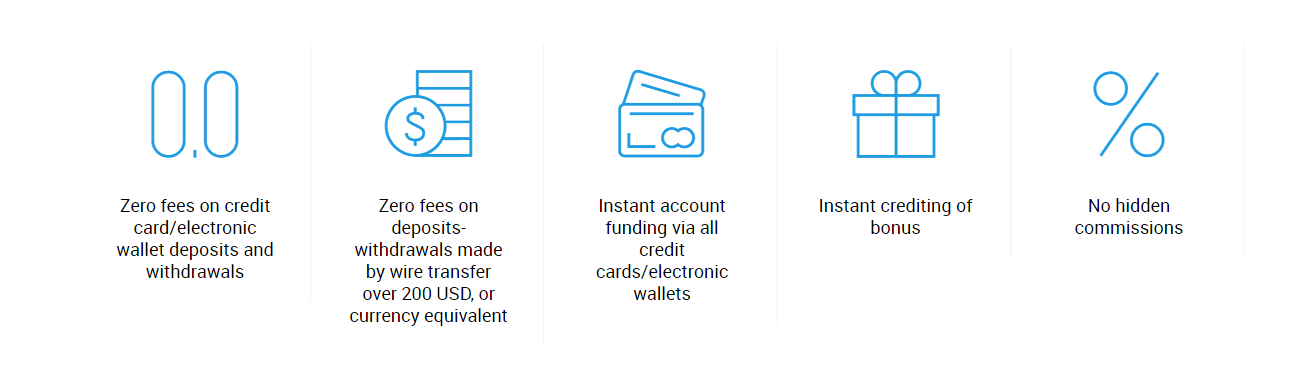 Zero fees on credit
card/electronic
wallet deposits and
withdrawals
Zero fees on
deposits-
withdrawals made
by wire transfer
over 200 USD, or
currency equivalent
Instant account
funding via all
credit
cards/electronic
wallets
Instant crediting of
bonus
No hidden
commissions